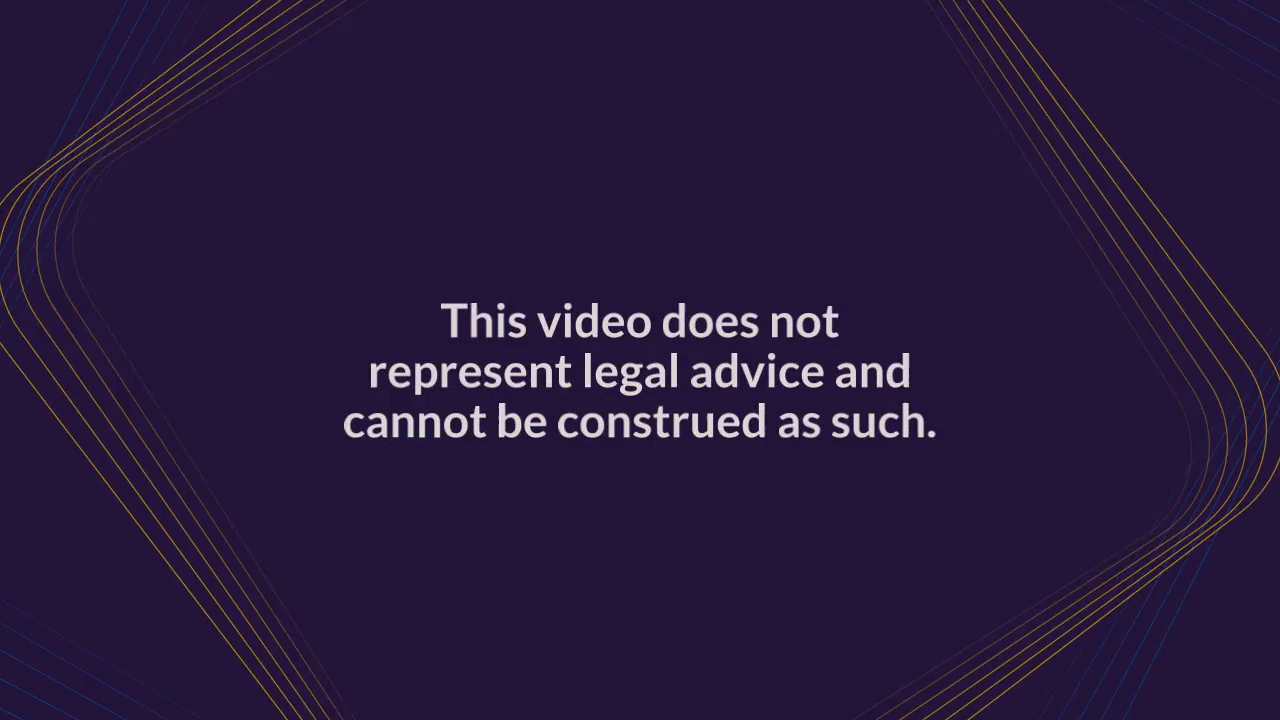 This video does not
represent legal advice and
cannot be construed as such.